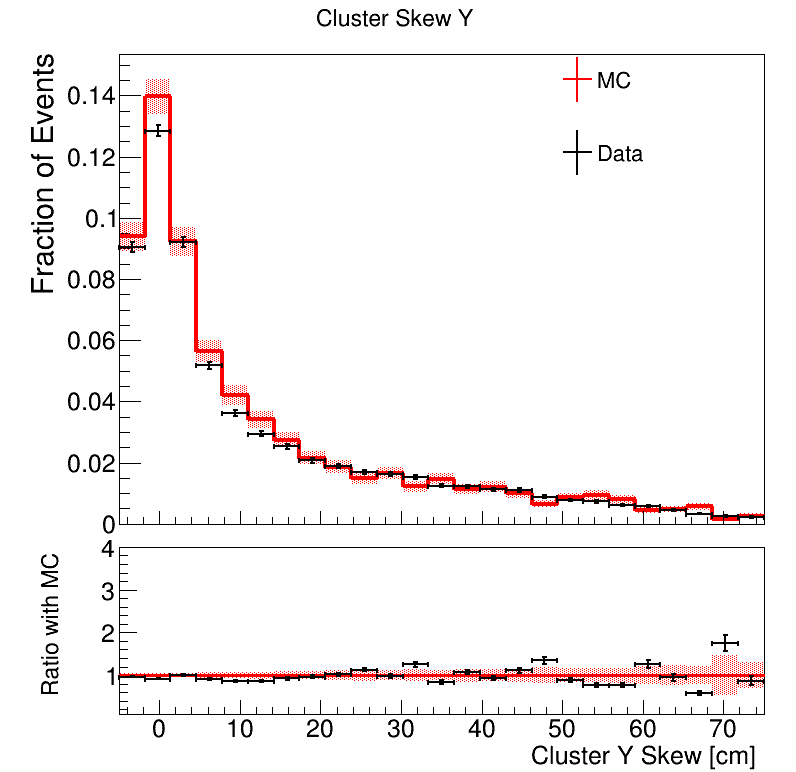 Cluster Skew Y
Fraction of Events
0.14
0.12
0.1
0.08
0.06
0.04
0.02
0
MC
Data
Ratio with MC
4
3
2
1
0 10 20 30 40 50 60 70
Cluster Y Skew [cm]